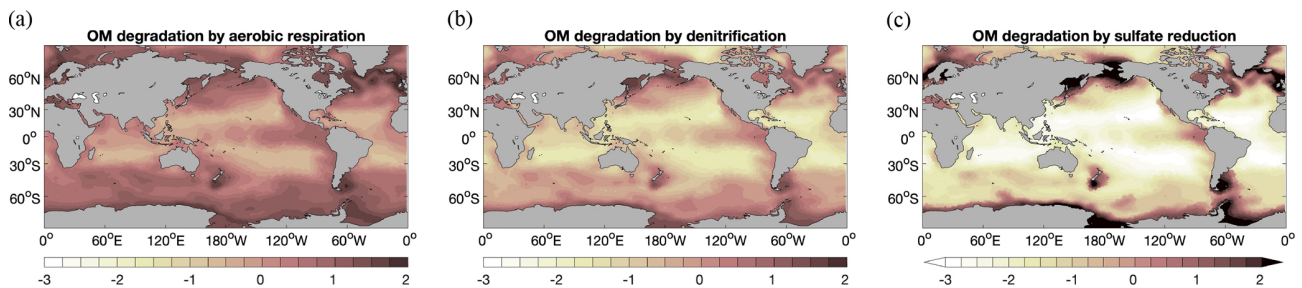 (a)
OM degradation by aerobic respiration
60°N
30°N
0°
30°S
60°S
0° 60°E 120°E 180°W 120°W 60°W 0°
-3 -2 -1 0 1 2
(b)
OM degradation by denitrification
60°N
30°N
0°
30°S
60°S
0° 60°E 120°E 180°W 120°W 60°W 0°
-3 -2 -1 0 1 2
(c)
OM degradation by sulfate reduction
60°N
30°N
0°
30°S
60°S
0° 60°E 120°E 180°W 120°W 60°W 0°
-3 -2 -1 0 1 2